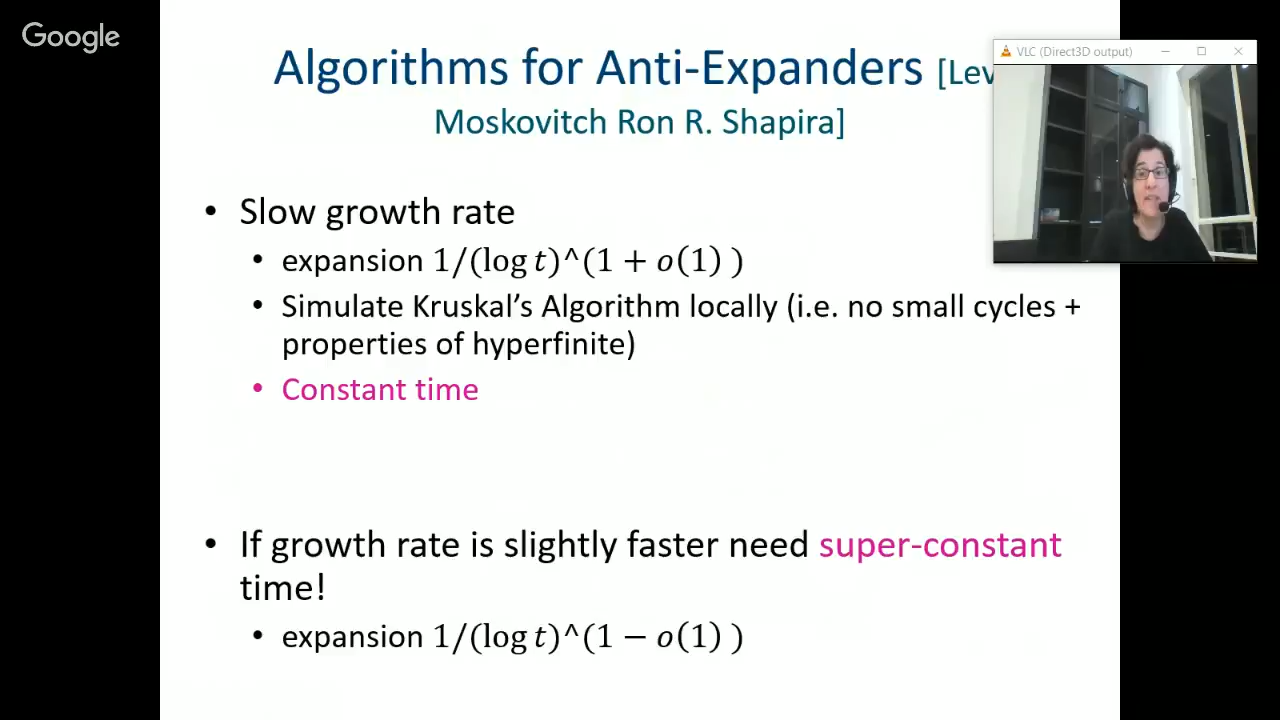 Google
VLC (Direct3D output)
Algorithms for Anti-Expanders [Lev
Moskovitch Ron R. Shapira]
• Slow growth rate
• expansion 1/(log t)^(1 + o(1) )
• Simulate Kruskal’s Algorithm locally (i.e. no small cycles +
properties of hyperfinite)
• Constant time
• If growth rate is slightly faster need super-constant
time!
• expansion 1/(log t)^(1 − o(1) )